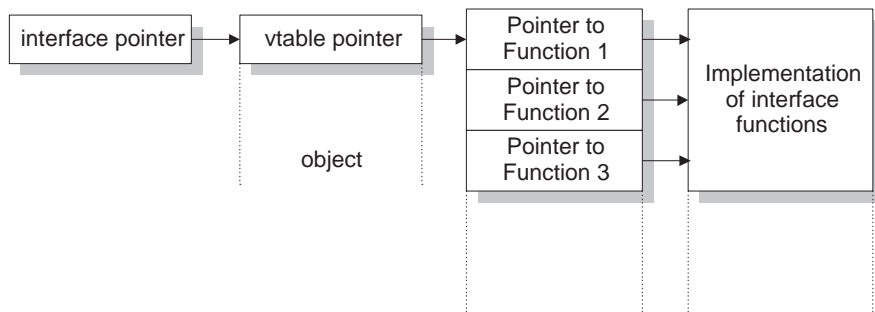 interface pointer
vtable pointer
object
Pointer to
Function 1
Pointer to
Function 2
Pointer to
Function 3
Implementation
of interface
functions